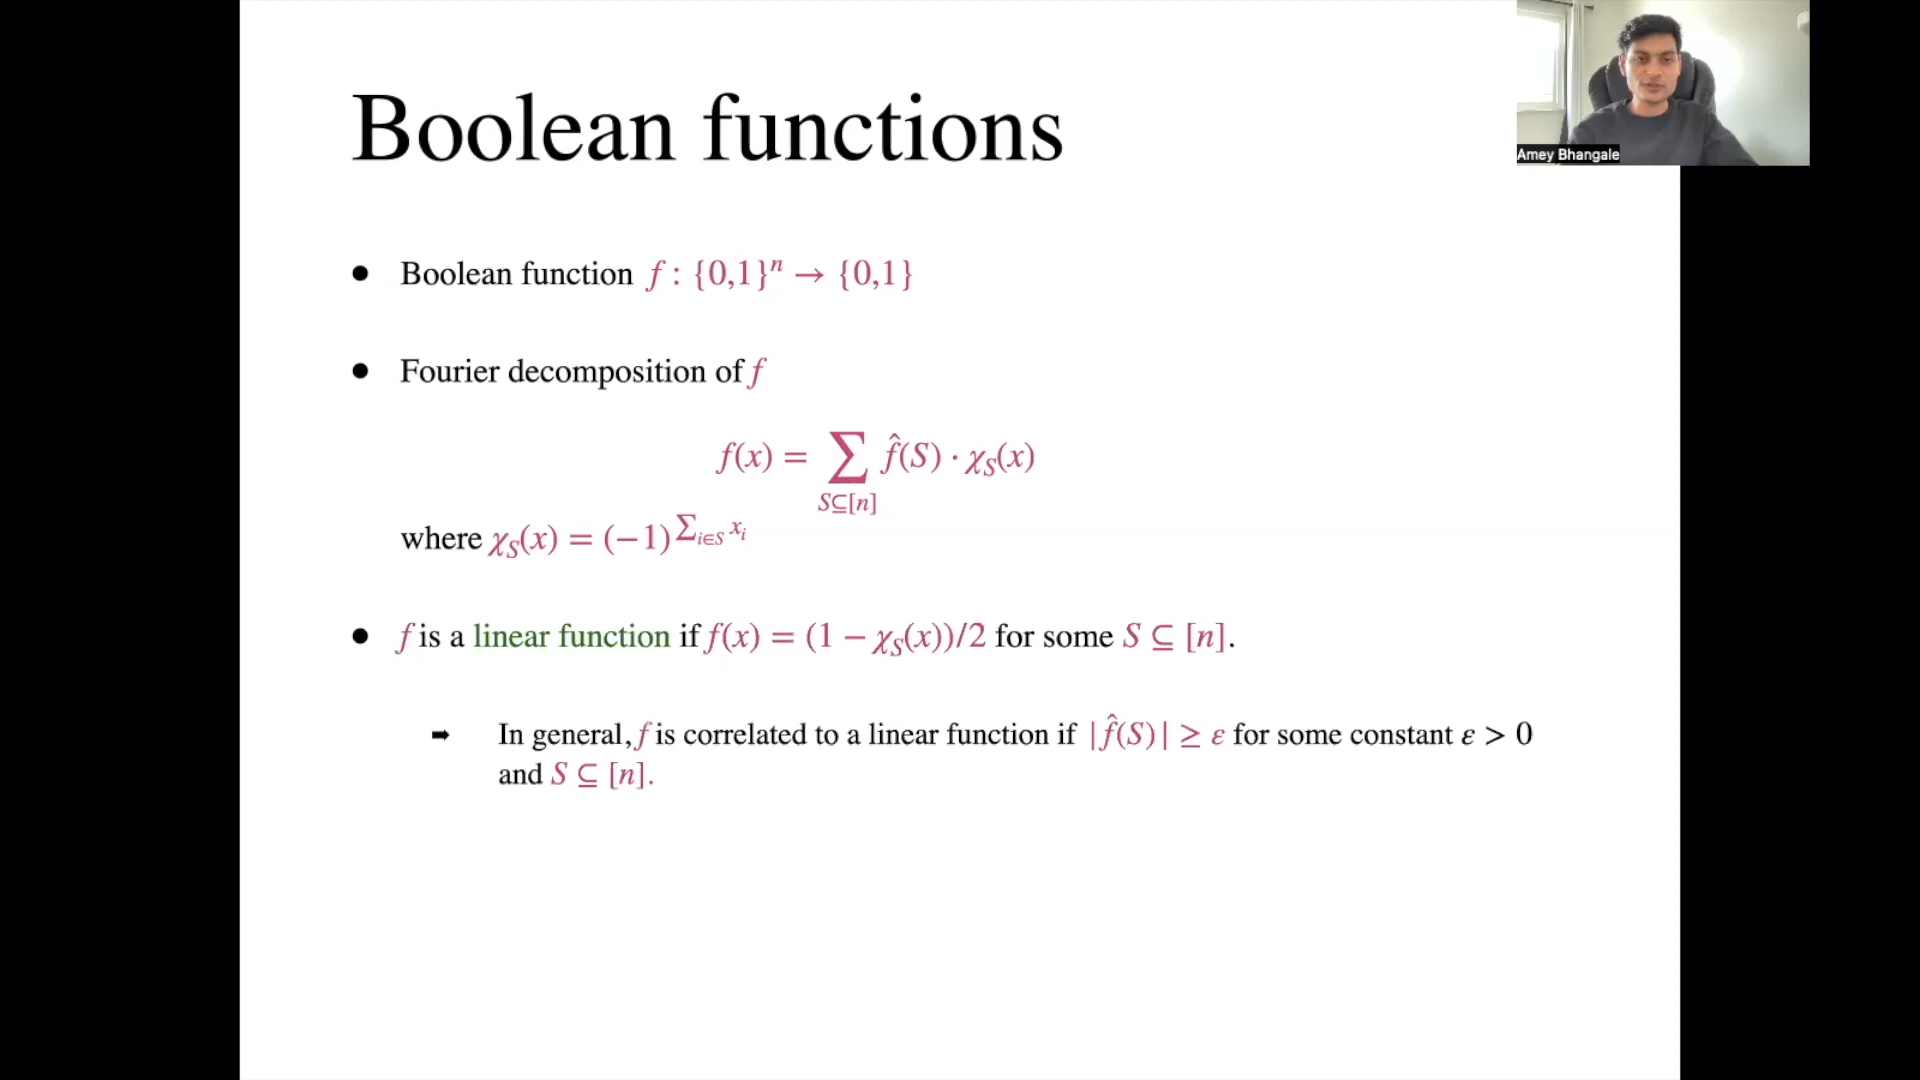 Boolean functions
Amey Bhangale
● Boolean function f : {0,1}ⁿ → {0,1}
● Fourier decomposition of f
f(x) = ∑ f̂(S) · χ_S(x)
S⊆[n]
where χ_S(x) = (−1)^{∑_{i∈S} x_i}
● f is a linear function if f(x) = (1 − χ_S(x))/2 for some S ⊆ [n].
➡ In general, f is correlated to a linear function if |f̂(S)| ≥ ε for some constant ε > 0
and S ⊆ [n].